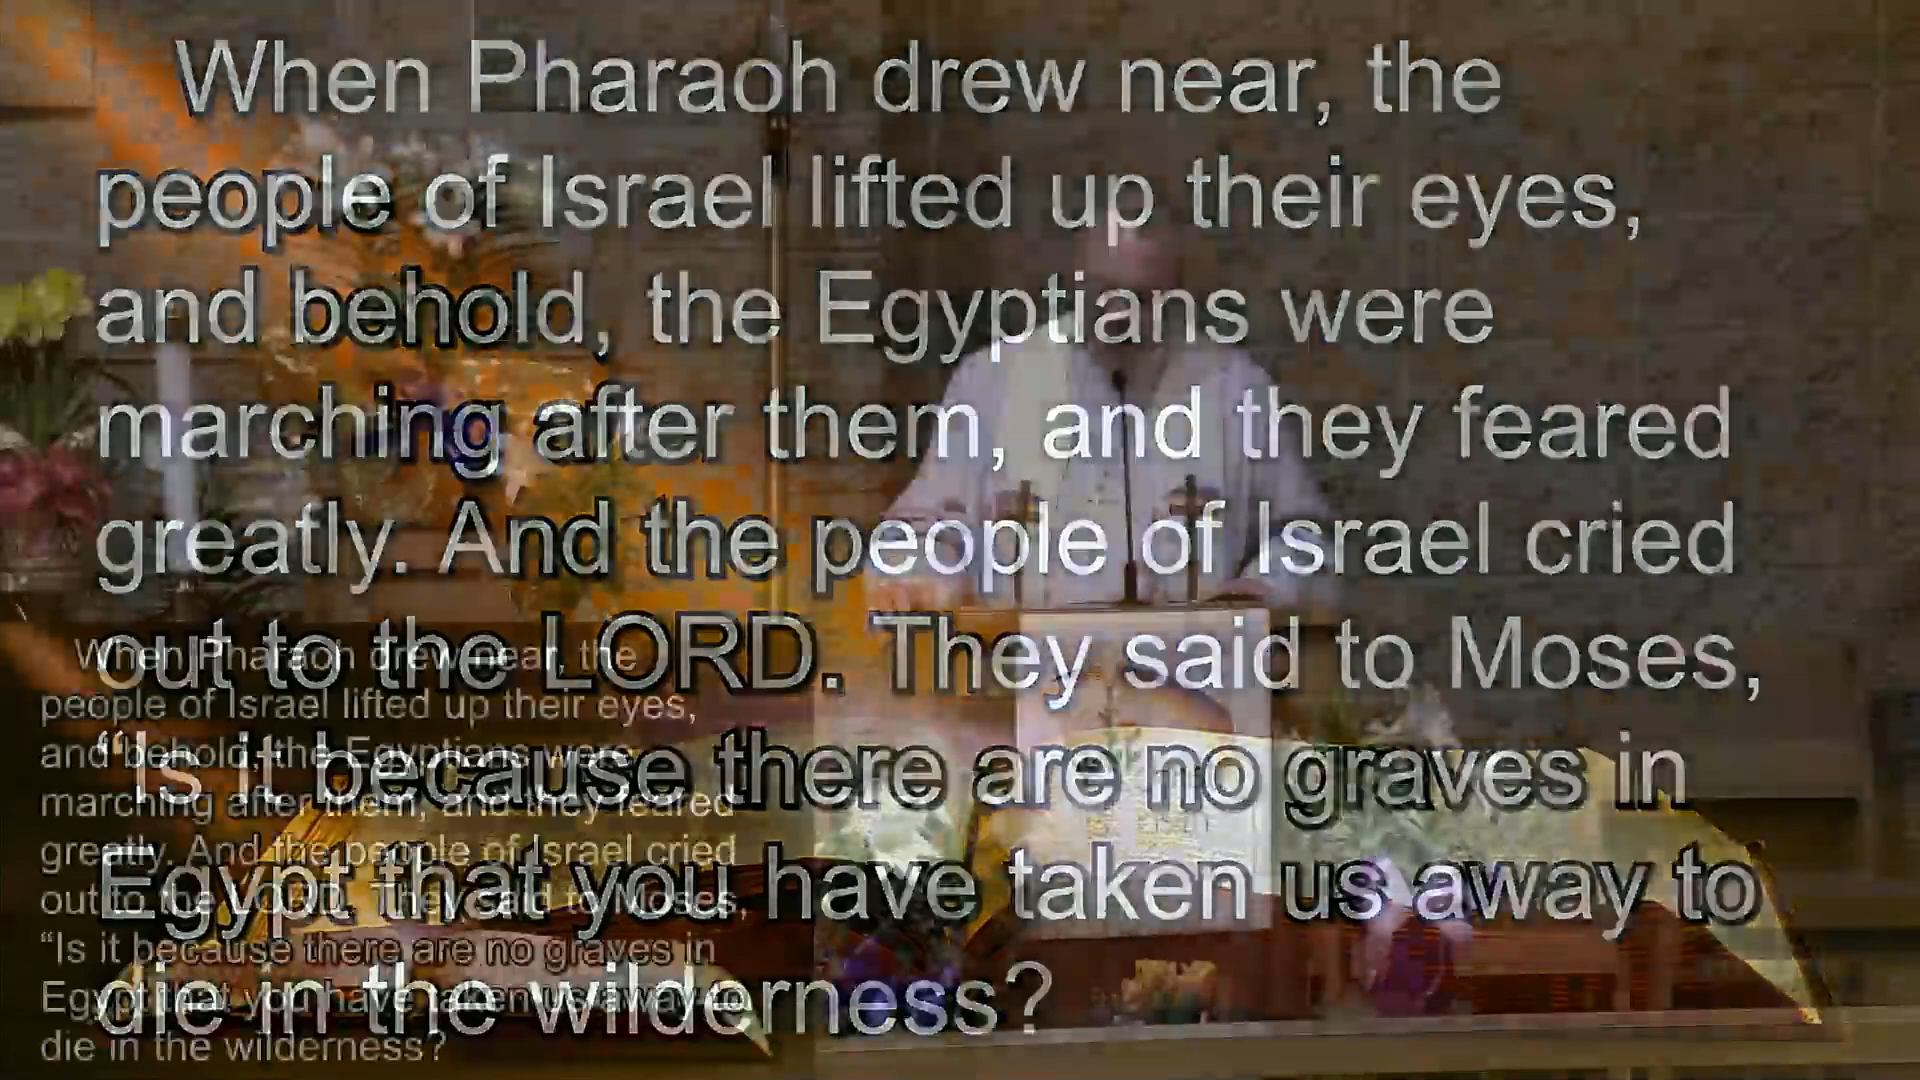 When Pharaoh drew near, the
people of Israel lifted up their eyes,
and behold, the Egyptians were
marching after them, and they feared
greatly. And the people of Israel cried
out to the LORD. They said to Moses,
“Is it because there are no graves in
Egypt that you have taken us away to
die in the wilderness?
When Pharaoh drew near, the
people of Israel lifted up their eyes,
and behold, the Egyptians were
marching after them, and they feared
greatly. And the people of Israel cried
out to the LORD. They said to Moses,
“Is it because there are no graves in
Egypt that you have taken us away to
die in the wilderness?